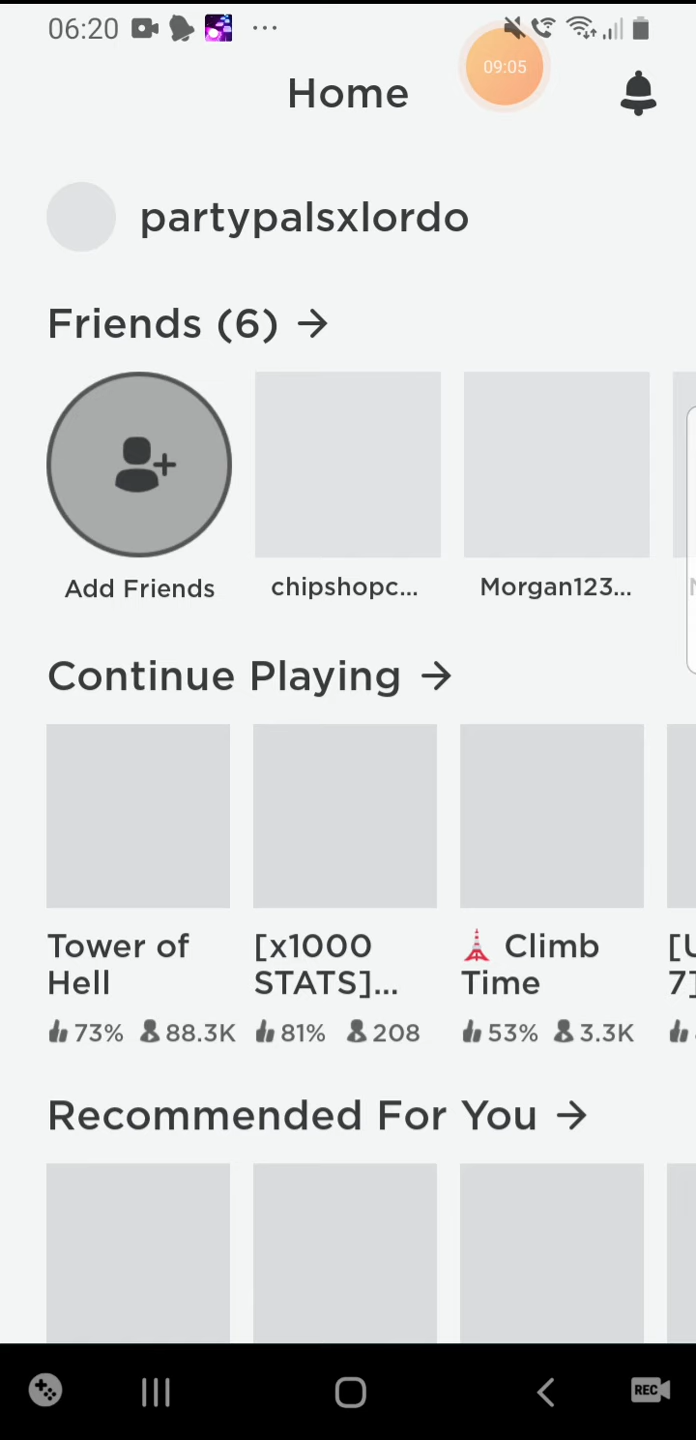 06:20
09:05
Home
partypalsxlordo
Friends (6) →
Add Friends
chipshopc...
Morgan123...
Continue Playing →
Tower of
Hell
73% 88.3K
[x1000
STATS]...
81% 208
🗼 Climb
Time
53% 3.3K
[U
7]
Recommended For You →
REC